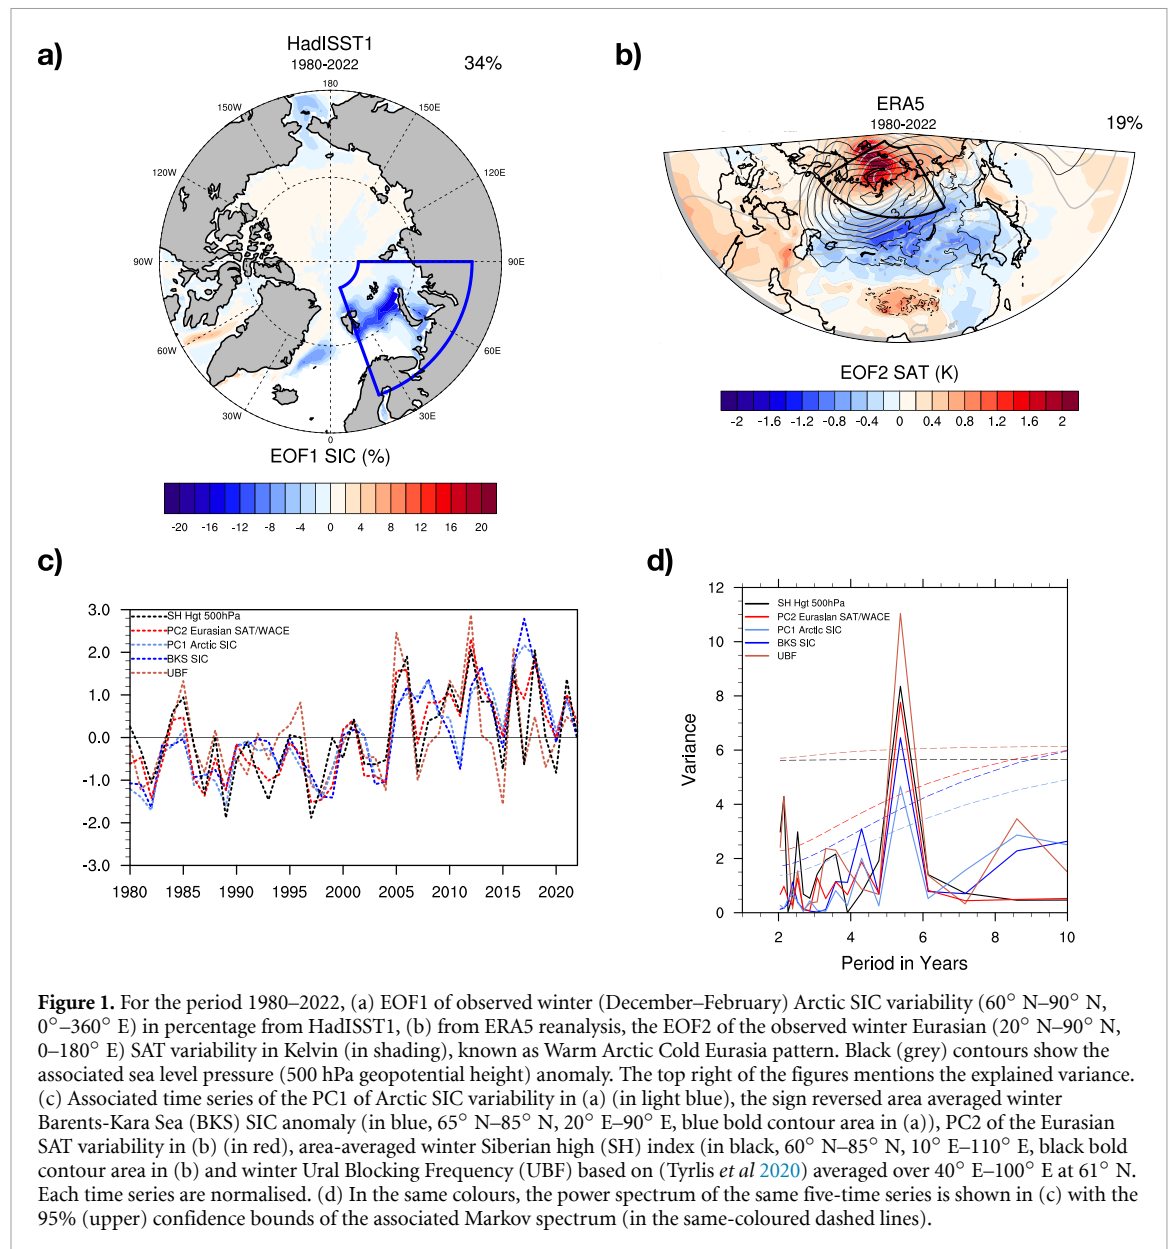 a)
HadISST1
1980-2022
34%
180
150W
150E
120W
120E
90W
90E
60W
60E
30W
30E
0
EOF1 SIC (%)
-20 -16 -12 -8 -4 0 4 8 12 16 20
b)
ERA5
1980-2022
19%
EOF2 SAT (K)
-2 -1.6 -1.2 -0.8 -0.4 0 0.4 0.8 1.2 1.6 2
c)
3.0
2.0
1.0
0.0
-1.0
-2.0
-3.0
SH Hgt 500hPa
PC2 Eurasian SAT/WACE
PC1 Arctic SIC
BKS SIC
UBF
1980 1985 1990 1995 2000 2005 2010 2015 2020
d)
12
10
8
6
4
2
0
Variance
SH Hgt 500hPa
PC2 Eurasian SAT/WACE
PC1 Arctic SIC
BKS SIC
UBF
2 4 6 8 10
Period in Years
Figure 1. For the period 1980–2022, (a) EOF1 of observed winter (December–February) Arctic SIC variability (60° N–90° N,
0°–360° E) in percentage from HadISST1, (b) from ERA5 reanalysis, the EOF2 of the observed winter Eurasian (20° N–90° N,
0–180° E) SAT variability in Kelvin (in shading), known as Warm Arctic Cold Eurasia pattern. Black (grey) contours show the
associated sea level pressure (500 hPa geopotential height) anomaly. The top right of the figures mentions the explained variance.
(c) Associated time series of the PC1 of Arctic SIC variability in (a) (in light blue), the sign reversed area averaged winter
Barents-Kara Sea (BKS) SIC anomaly (in blue, 65° N–85° N, 20° E–90° E, blue bold contour area in (a)), PC2 of the Eurasian
SAT variability in (b) (in red), area-averaged winter Siberian high (SH) index (in black, 60° N–85° N, 10° E–110° E, black bold
contour area in (b) and winter Ural Blocking Frequency (UBF) based on (Tyrlis et al 2020) averaged over 40° E–100° E at 61° N.
Each time series are normalised. (d) In the same colours, the power spectrum of the same five-time series is shown in (c) with the
95% (upper) confidence bounds of the associated Markov spectrum (in the same-coloured dashed lines).